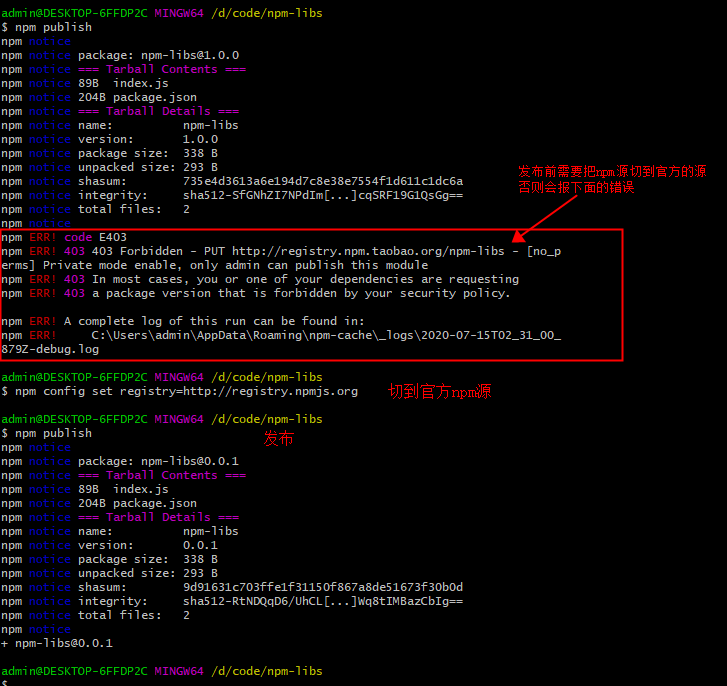 admin@DESKTOP-6FFDP2C MINGW64 /d/code/npm-libs
$ npm publish
npm notice
npm notice package: npm-libs@1.0.0
npm notice === Tarball Contents ===
npm notice 89B  index.js
npm notice 204B package.json
npm notice === Tarball Details ===
npm notice name:          npm-libs
npm notice version:       1.0.0
npm notice package size:  338 B
npm notice unpacked size: 293 B
npm notice shasum:        735e4d3613a6e194d7c8e38e7554f1d611c1dc6a
npm notice integrity:     sha512-SfGNhZI7NPdIm[...]cqSRF19G1QsGg==
npm notice total files:   2
npm notice
发布前需要把npm源切到官方的源
否则会报下面的错误
npm ERR! code E403
npm ERR! 403 403 Forbidden - PUT http://registry.npm.taobao.org/npm-libs - [no_p
erms] Private mode enable, only admin can publish this module
npm ERR! 403 In most cases, you or one of your dependencies are requesting
npm ERR! 403 a package version that is forbidden by your security policy.
npm ERR! A complete log of this run can be found in:
npm ERR!     C:\Users\admin\AppData\Roaming\npm-cache\_logs\2020-07-15T02_31_00_
879Z-debug.log
admin@DESKTOP-6FFDP2C MINGW64 /d/code/npm-libs
$ npm config set registry=http://registry.npmjs.org 切到官方npm源
admin@DESKTOP-6FFDP2C MINGW64 /d/code/npm-libs
$ npm publish 发布
npm notice
npm notice package: npm-libs@0.0.1
npm notice === Tarball Contents ===
npm notice 89B  index.js
npm notice 204B package.json
npm notice === Tarball Details ===
npm notice name:          npm-libs
npm notice version:       0.0.1
npm notice package size:  338 B
npm notice unpacked size: 293 B
npm notice shasum:        9d91631c703ffe1f31150f867a8de51673f30b0d
npm notice integrity:     sha512-RtNDQqD6/UhCL[...]Wq8tIMBazCbIg==
npm notice total files:   2
npm notice
+ npm-libs@0.0.1
admin@DESKTOP-6FFDP2C MINGW64 /d/code/npm-libs
$